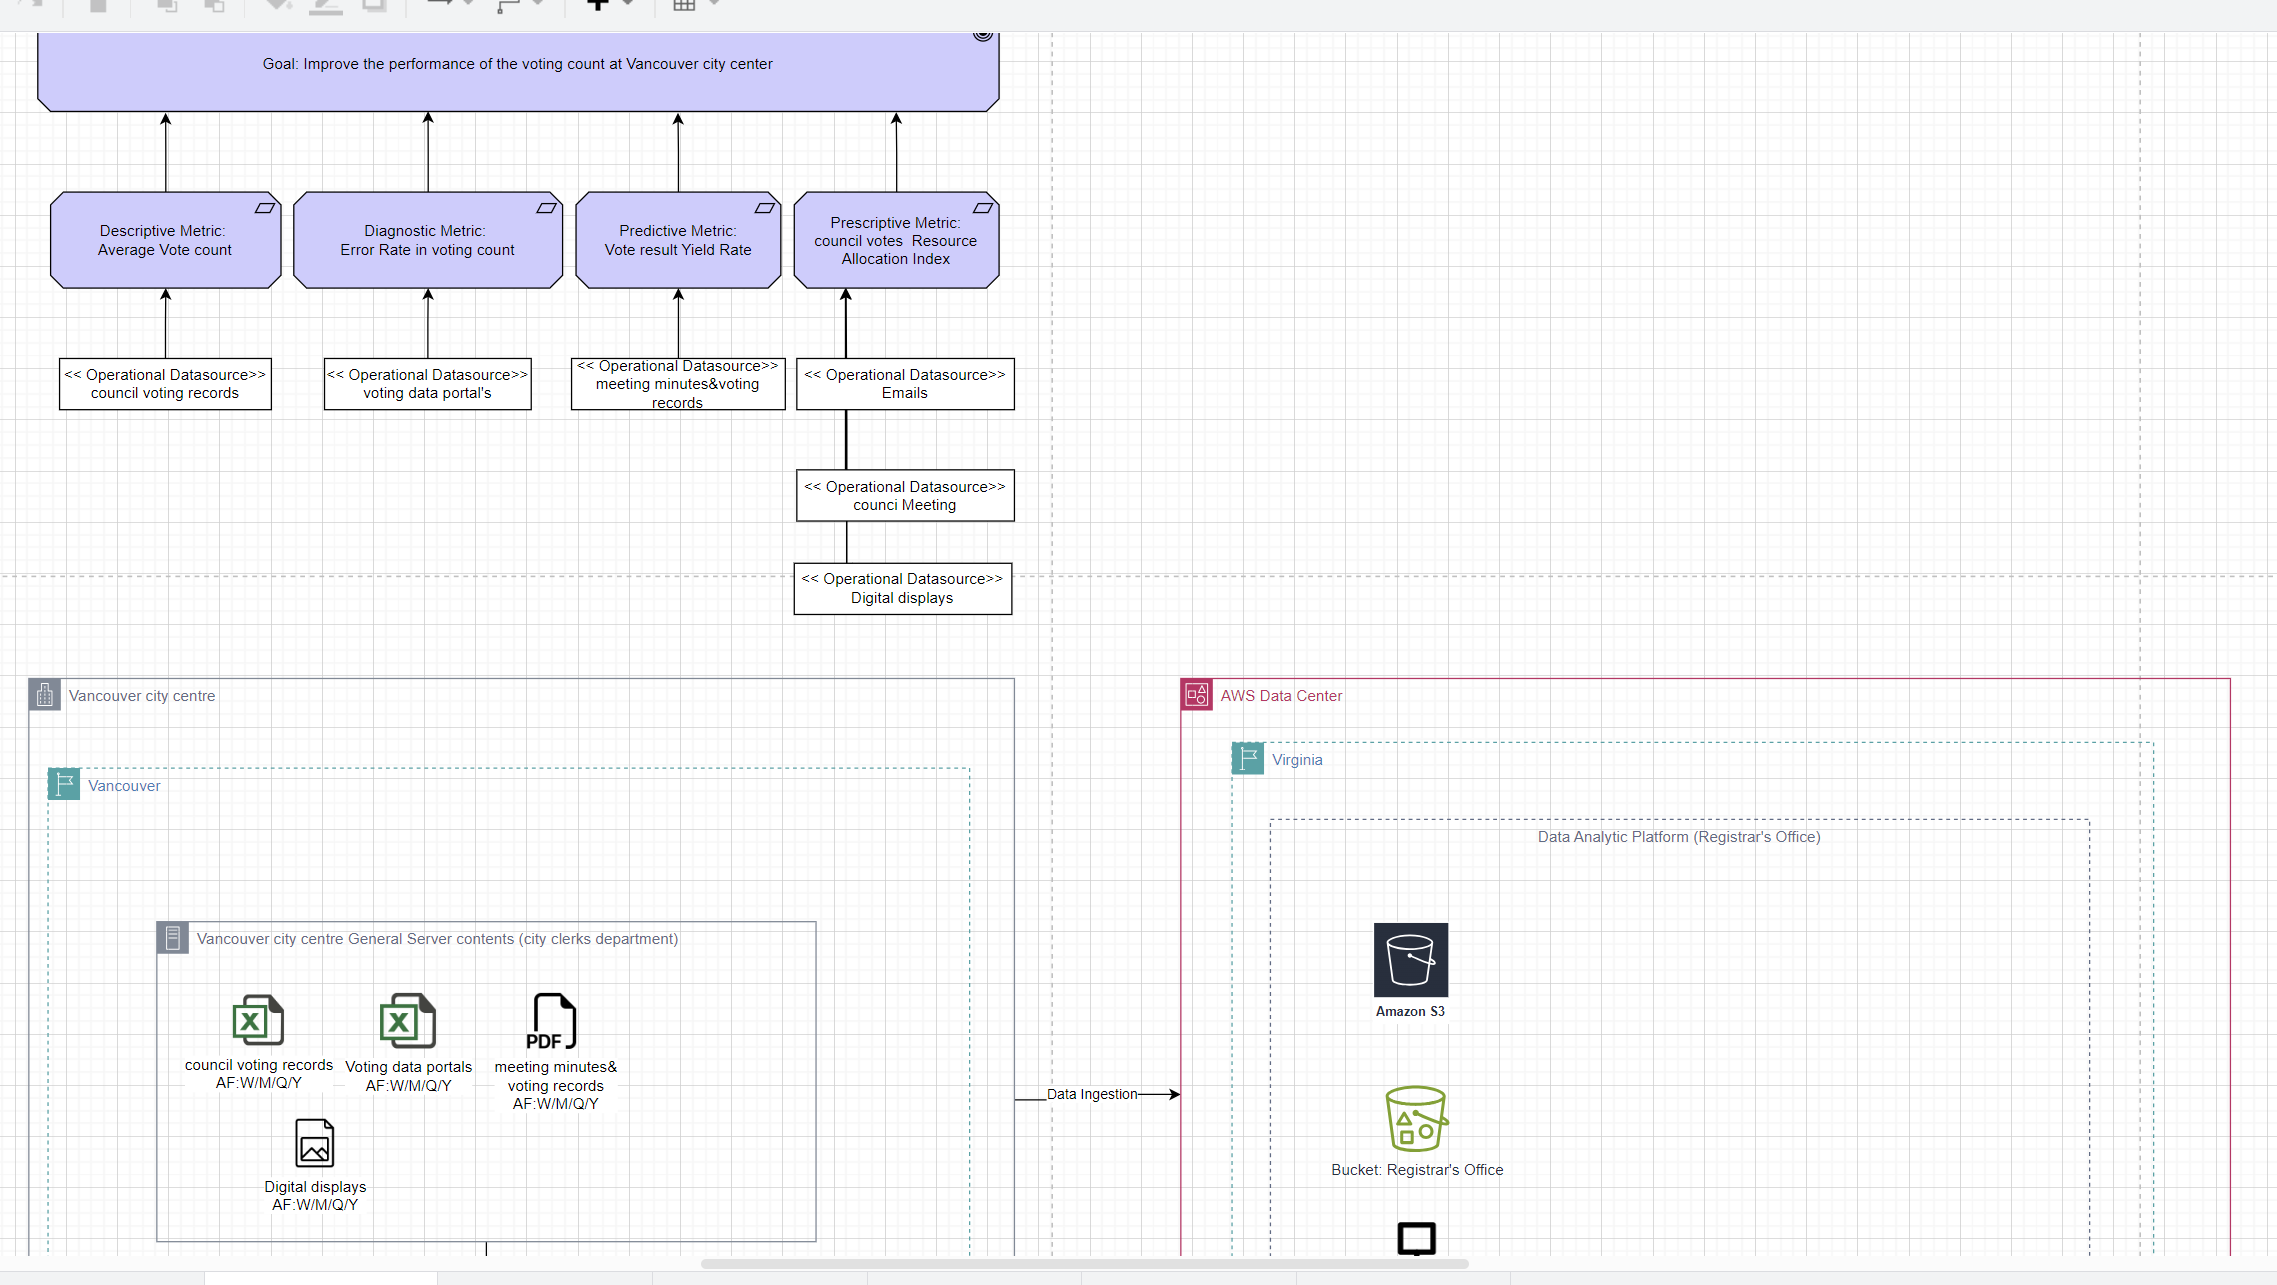 Goal: Improve the performance of the voting count at Vancouver city center
Descriptive Metric:
Average Vote count
Diagnostic Metric:
Error Rate in voting count
Predictive Metric:
Vote result Yield Rate
Prescriptive Metric:
council votes  Resource
Allocation Index
<< Operational Datasource>>
council voting records
<< Operational Datasource>>
voting data portal's
<< Operational Datasource>>
meeting minutes&voting
records
<< Operational Datasource>>
Emails
<< Operational Datasource>>
counci Meeting
<< Operational Datasource>>
Digital displays
Vancouver city centre
Vancouver
Vancouver city centre General Server contents (city clerks department)
X
council voting records
AF:W/M/Q/Y
X
Voting data portals
AF:W/M/Q/Y
PDF
meeting minutes&
voting records
AF:W/M/Q/Y
Digital displays
AF:W/M/Q/Y
Data Ingestion
AWS Data Center
Virginia
Data Analytic Platform (Registrar's Office)
Amazon S3
Bucket: Registrar's Office